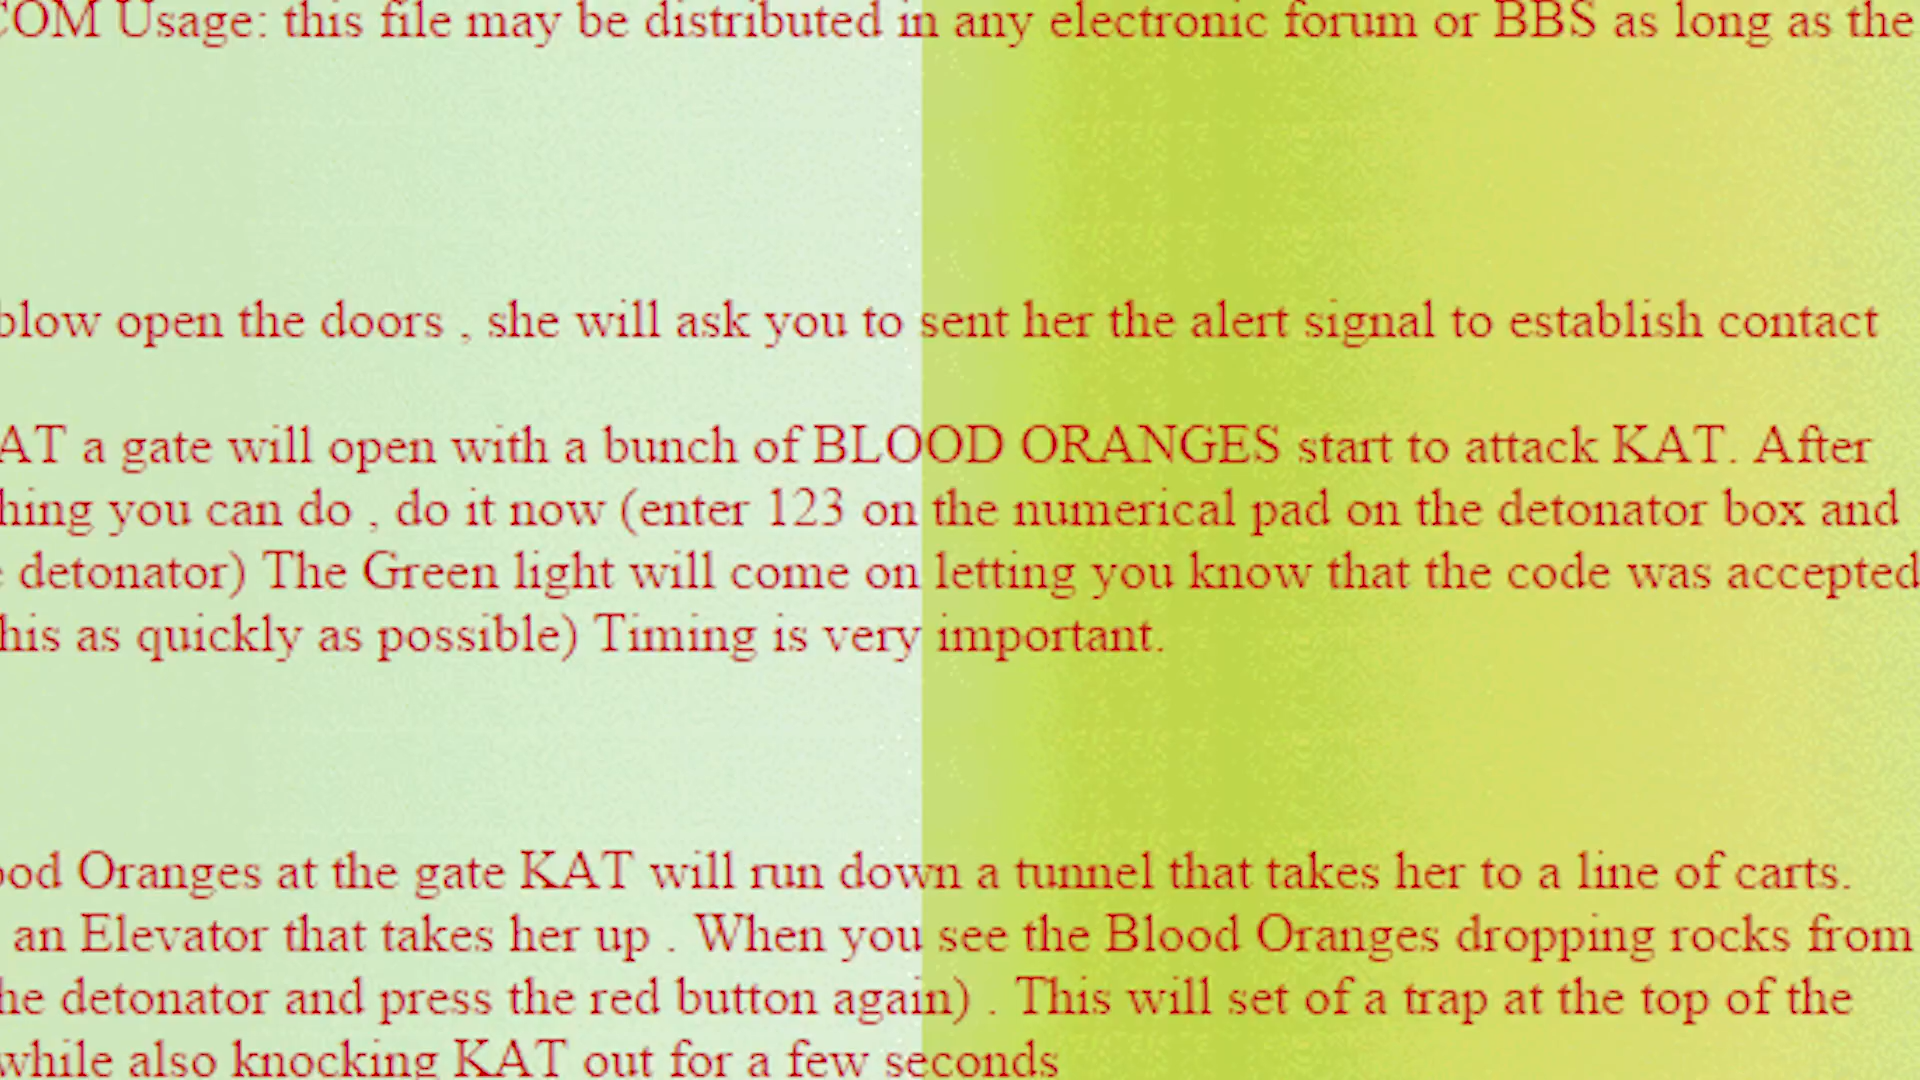 COM Usage: this file may be distributed in any electronic forum or BBS as long as the
blow open the doors , she will ask you to sent her the alert signal to establish contact
AT a gate will open with a bunch of BLOOD ORANGES start to attack KAT. After
hing you can do , do it now (enter 123 on the numerical pad on the detonator box and
detonator) The Green light will come on letting you know that the code was accepted
his as quickly as possible) Timing is very important.
ood Oranges at the gate KAT will run down a tunnel that takes her to a line of carts.
an Elevator that takes her up . When you see the Blood Oranges dropping rocks from
he detonator and press the red button again) . This will set of a trap at the top of the
while also knocking KAT out for a few seconds